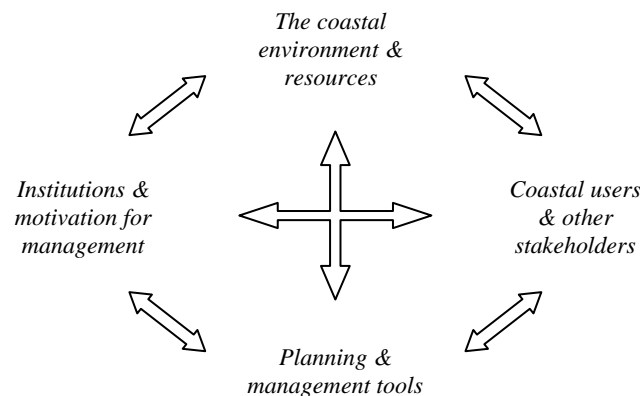 The coastal
environment &
resources
Institutions &
motivation for
management
Coastal users
& other
stakeholders
Planning &
management tools